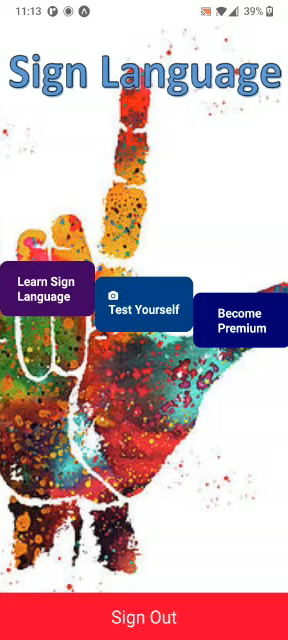 11:13
39%
Sign Language
Learn Sign
Language
Test Yourself
Become
Premium
Sign Out